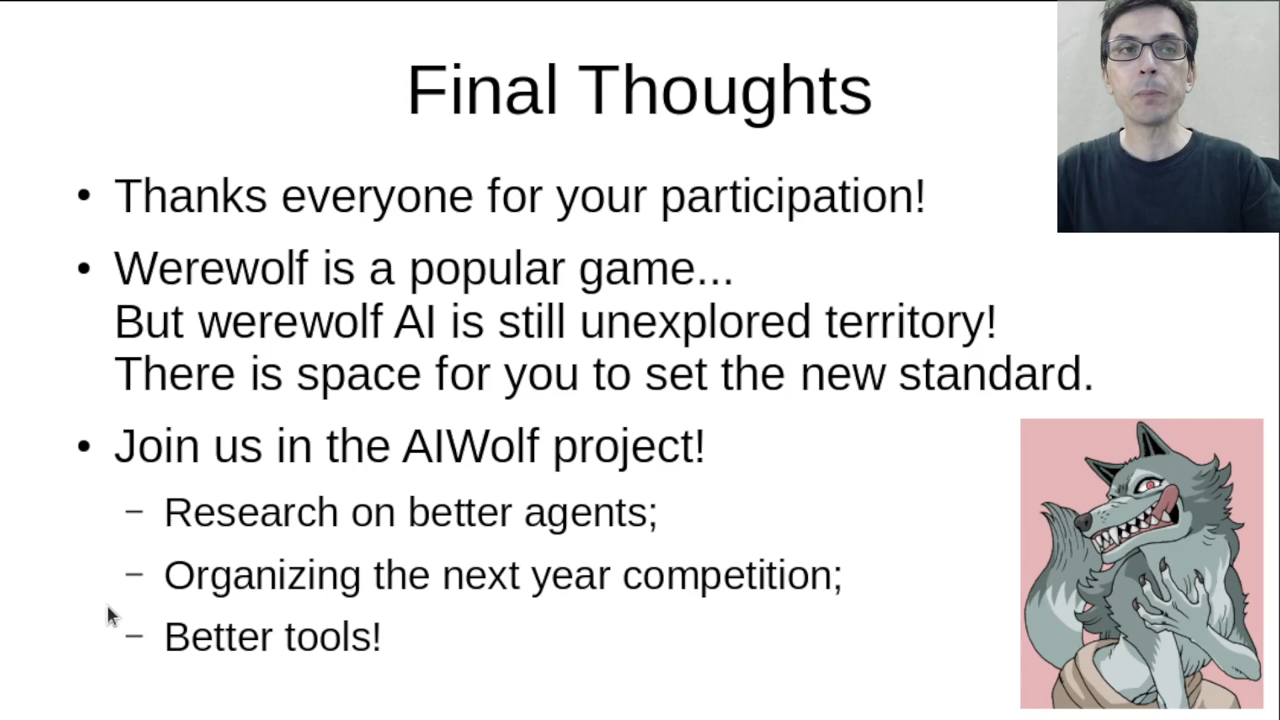 Final Thoughts
• Thanks everyone for your participation!
• Werewolf is a popular game...
But werewolf AI is still unexplored territory!
There is space for you to set the new standard.
• Join us in the AIWolf project!
– Research on better agents;
– Organizing the next year competition;
– Better tools!